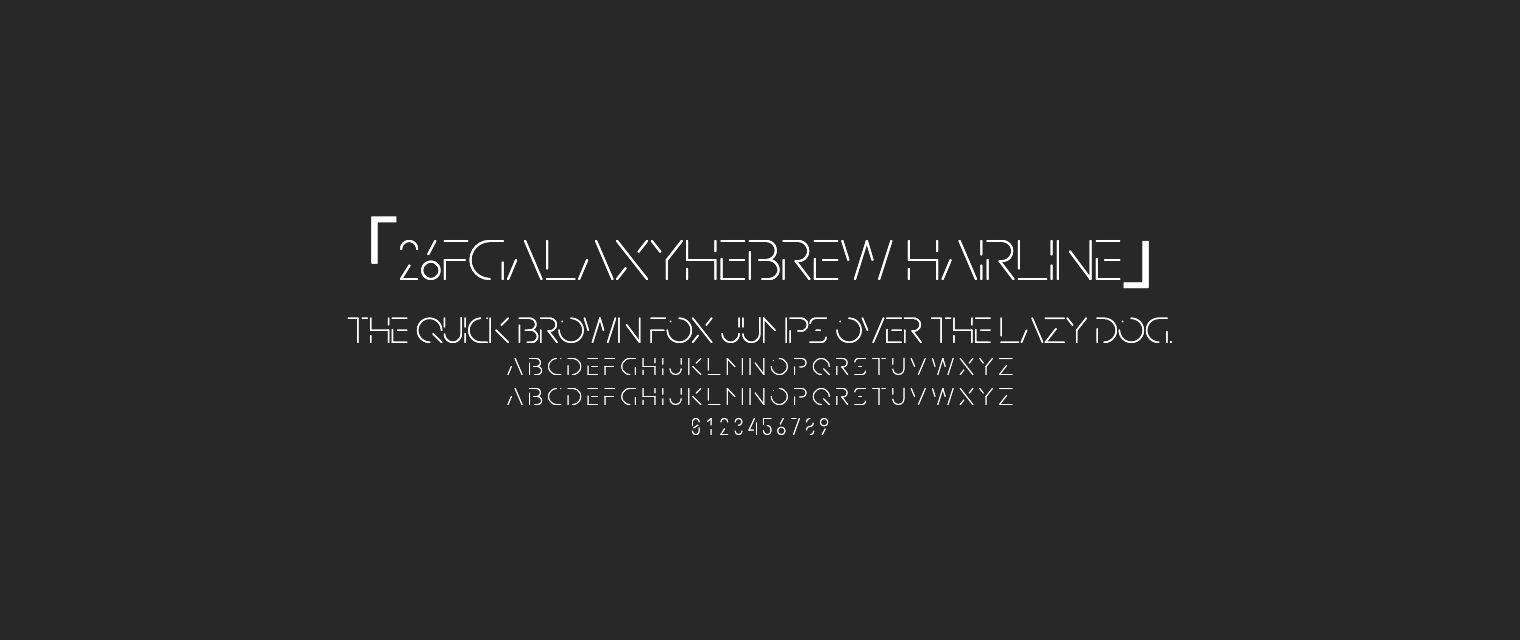 「26FGALAXYHEBREW HAIRLINE」
THE QUICK BROWN FOX JUMPS OVER THE LAZY DOG.
ABCDEFGHIJKLMNOPQRSTUVWXYZ
ABCDEFGHIJKLMNOPQRSTUVWXYZ
0123456789